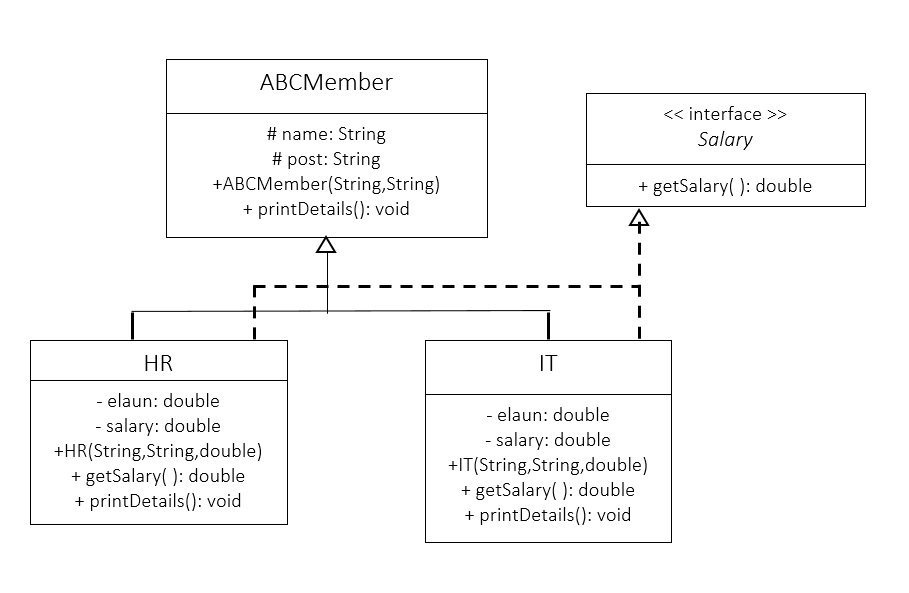 ABCMember
# name: String
# post: String
+ABCMember(String,String)
+ printDetails(): void
<< interface >>
Salary
+ getSalary( ): double
HR
- elaun: double
- salary: double
+HR(String,String,double)
+ getSalary( ): double
+ printDetails(): void
IT
- elaun: double
- salary: double
+IT(String,String,double)
+ getSalary( ): double
+ printDetails(): void